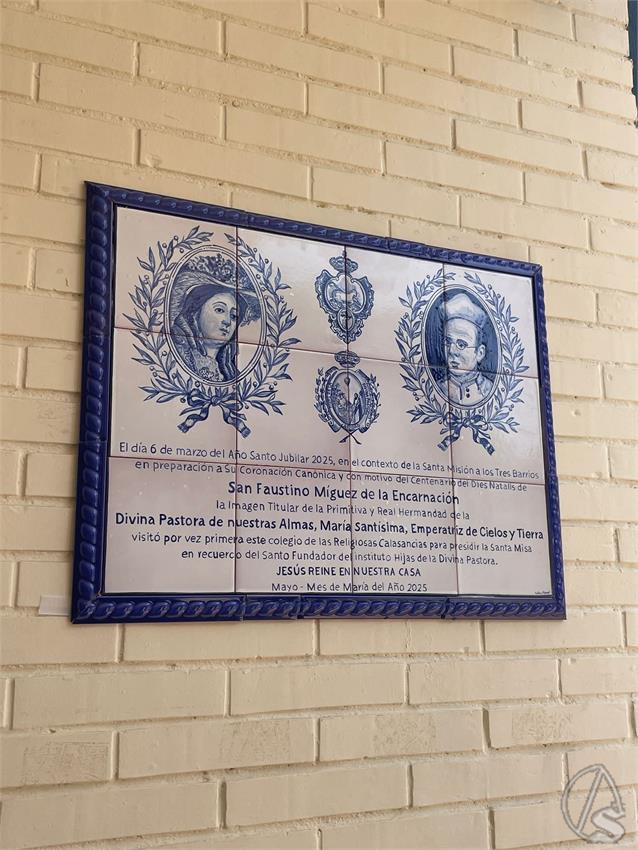 El día 6 de marzo del Año Santo Jubilar 2025, en el contexto de la Santa Misión a los Tres Barrios
en preparación a Su Coronación Canónica y con motivo del Centenario del Dies Natalis de
San Faustino Míguez de la Encarnación
la Imagen Titular de la Primitiva y Real Hermandad de la
Divina Pastora de nuestras Almas, María Santísima, Emperatriz de Cielos y Tierra
visitó por vez primera este colegio de las Religiosas Calasancias para presidir la Santa Misa
en recuerdo del Santo Fundador del Instituto Hijas de la Divina Pastora.
JESÚS REINE EN NUESTRA CASA
Mayo - Mes de María del Año 2025